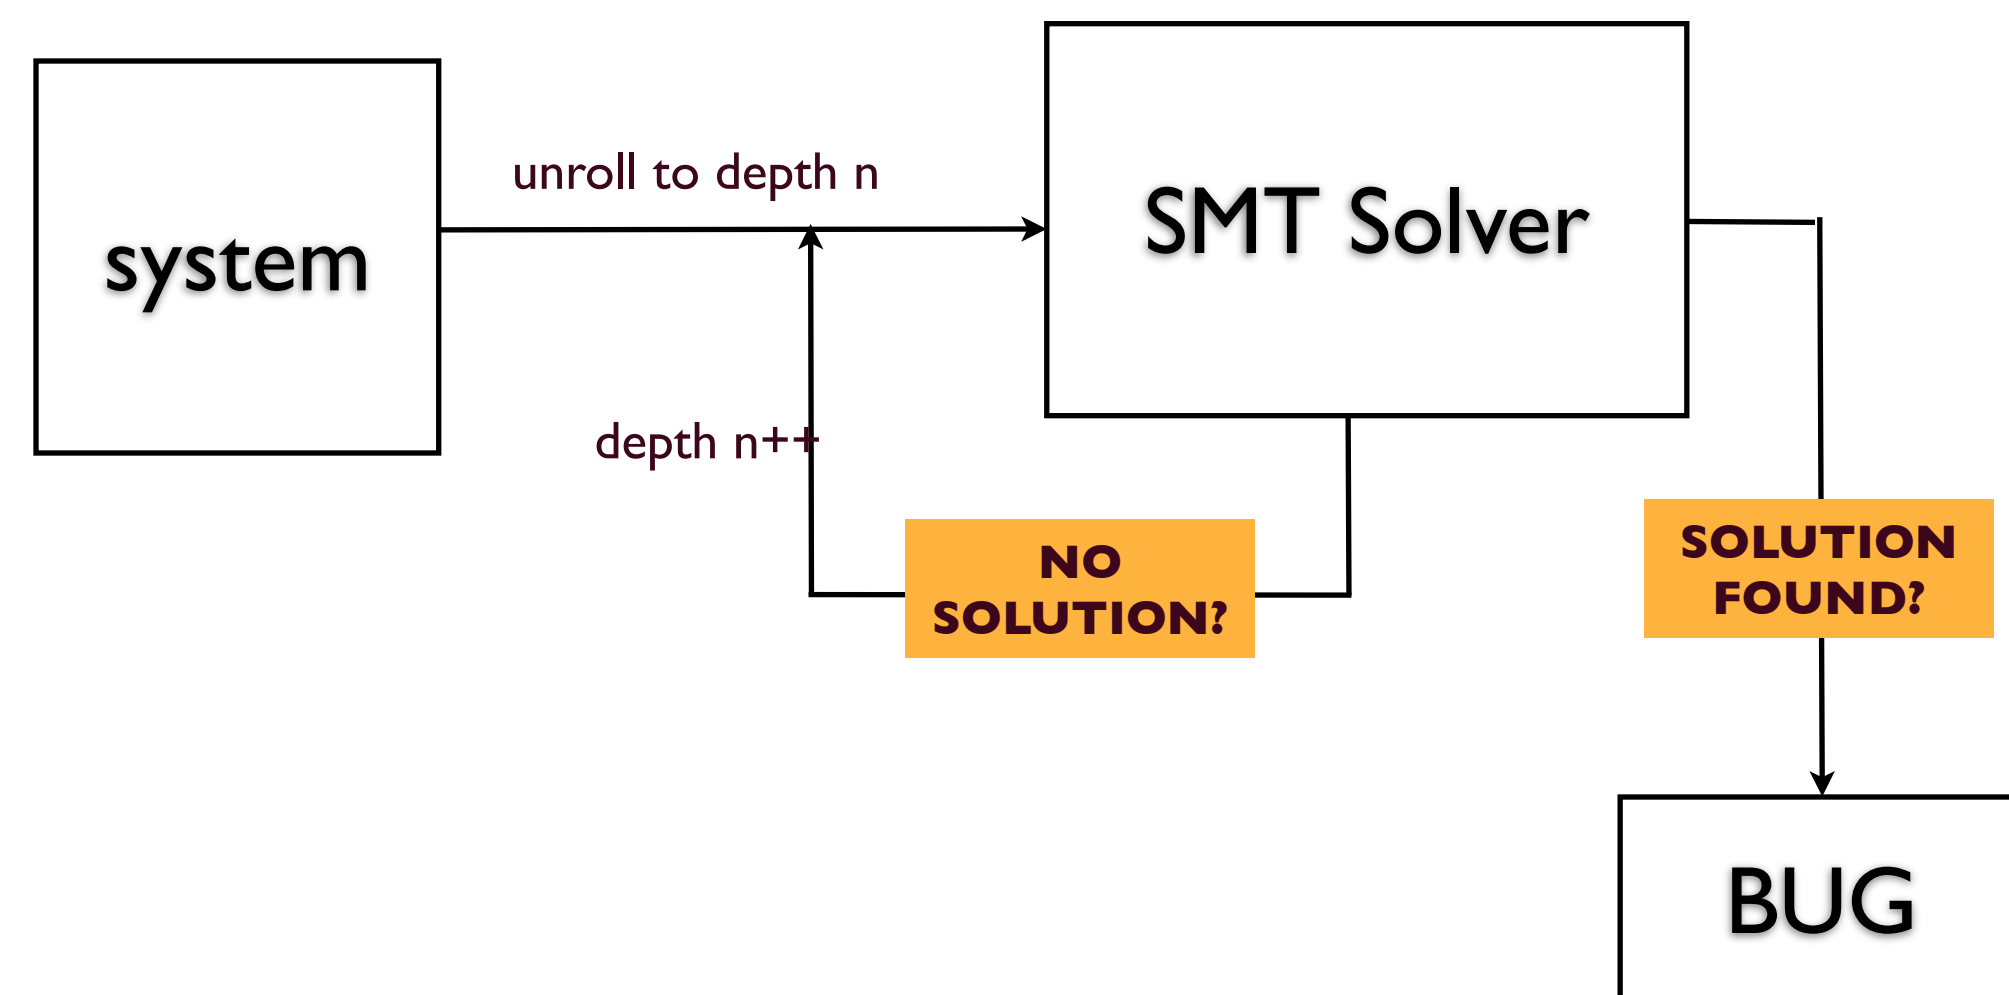 system
unroll to depth n
SMT Solver
depth n++
NO
SOLUTION?
SOLUTION
FOUND?
BUG